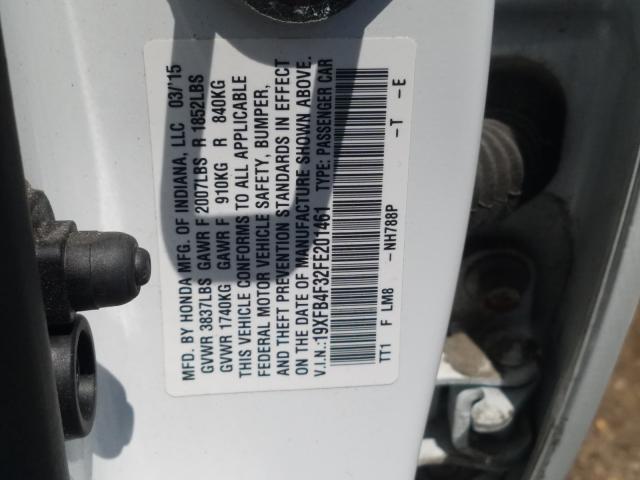 MFD. BY HONDA MFG. OF INDIANA, LLC 03/'15
GVWR 3837LBS GAWR F 2007LBS R 1852LBS
GVWR 1740KG GAWR F 910KG R 840KG
THIS VEHICLE CONFORMS TO ALL APPLICABLE
FEDERAL MOTOR VEHICLE SAFETY, BUMPER,
AND THEFT PREVENTION STANDARDS IN EFFECT
ON THE DATE OF MANUFACTURE SHOWN ABOVE.
V.I.N.:19XFB4F32FE201461 TYPE: PASSENGER CAR
TT1 F LM8 –NH788P –T –E